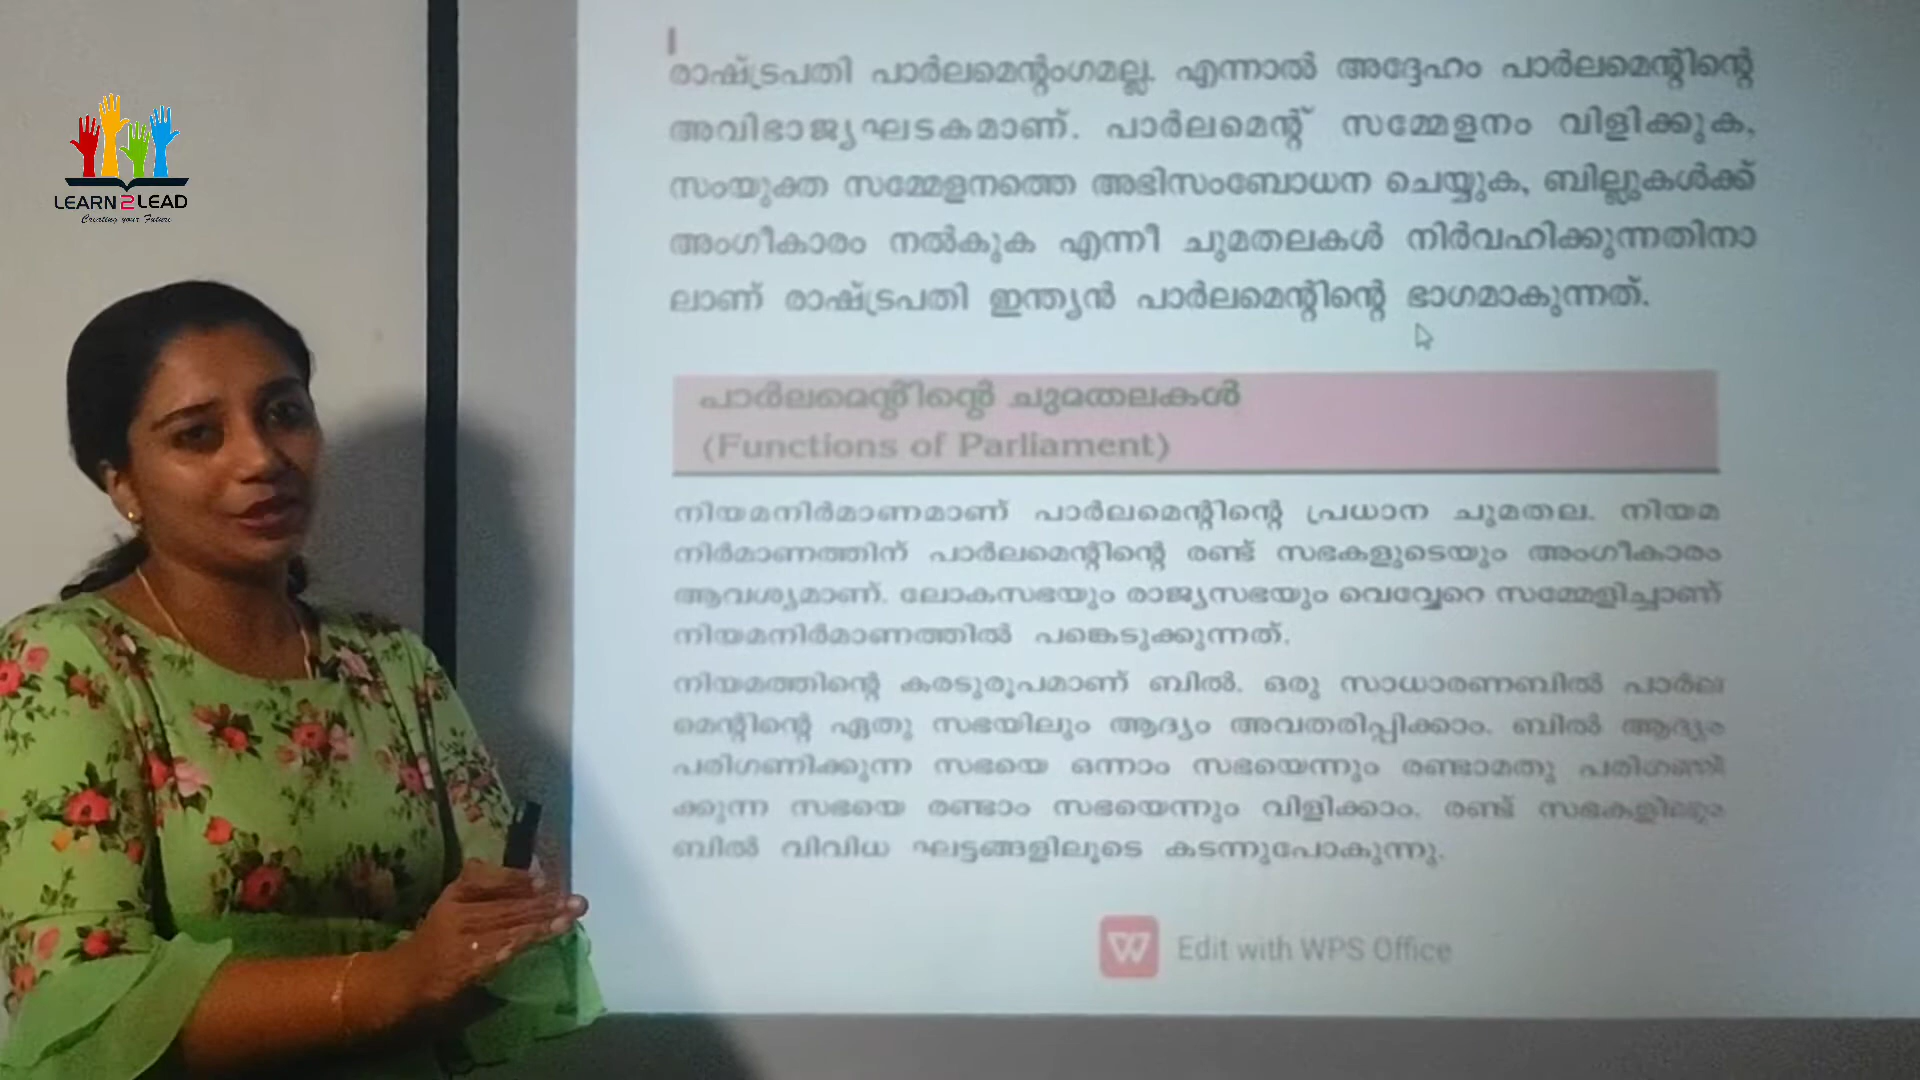 LEARN2LEAD
Creating your Future
രാഷ്ട്രപതി പാർലമെന്റംഗമല്ല. എന്നാൽ അദ്ദേഹം പാർലമെന്റിന്റെ
അവിഭാജ്യഘടകമാണ്. പാർലമെന്റ് സമ്മേളനം വിളിക്കുക,
സംയുക്ത സമ്മേളനത്തെ അഭിസംബോധന ചെയ്യുക, ബില്ലുകൾക്ക്
അംഗീകാരം നൽകുക എന്നീ ചുമതലകൾ നിർവഹിക്കുന്നതിനാ
ലാണ് രാഷ്ട്രപതി ഇന്ത്യൻ പാർലമെന്റിന്റെ ഭാഗമാകുന്നത്.
പാർലമെന്റിന്റെ ചുമതലകൾ
(Functions of Parliament)
നിയമനിർമാണമാണ് പാർലമെന്റിന്റെ പ്രധാന ചുമതല. നിയമ
നിർമാണത്തിന് പാർലമെന്റിന്റെ രണ്ട് സഭകളുടെയും അംഗീകാരം
ആവശ്യമാണ്. ലോകസഭയും രാജ്യസഭയും വെവ്വേറെ സമ്മേളിച്ചാണ്
നിയമനിർമാണത്തിൽ പങ്കെടുക്കുന്നത്.
നിയമത്തിന്റെ കരടുരൂപമാണ് ബിൽ. ഒരു സാധാരണബിൽ പാർല
മെന്റിന്റെ ഏതു സഭയിലും ആദ്യം അവതരിപ്പിക്കാം. ബിൽ ആദ്യം
പരിഗണിക്കുന്ന സഭയെ ഒന്നാം സഭയെന്നും രണ്ടാമതു പരിഗണി
ക്കുന്ന സഭയെ രണ്ടാം സഭയെന്നും വിളിക്കാം. രണ്ട് സഭകളിലും
ബിൽ വിവിധ ഘട്ടങ്ങളിലൂടെ കടന്നുപോകുന്നു.
Edit with WPS Office